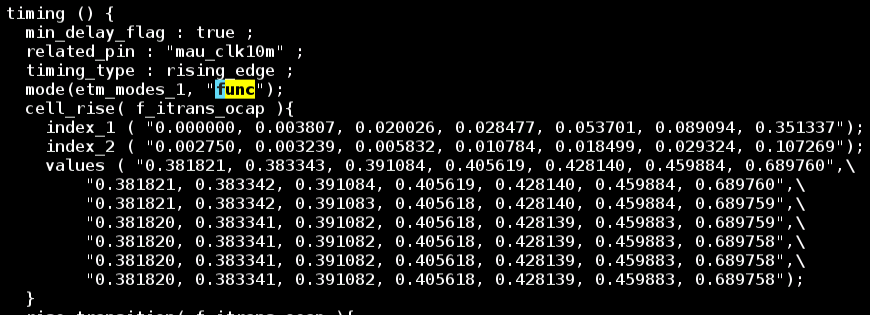 timing () {
min_delay_flag : true ;
related_pin : "mau_clk10m" ;
timing_type : rising_edge ;
mode(etm_modes_1, "func");
cell_rise( f_itrans_ocap ){
index_1 ( "0.000000, 0.003807, 0.020026, 0.028477, 0.053701, 0.089094, 0.351337");
index_2 ( "0.002750, 0.003239, 0.005832, 0.010784, 0.018499, 0.029324, 0.107269");
values ( "0.381821, 0.383343, 0.391084, 0.405619, 0.428140, 0.459884, 0.689760",\
"0.381821, 0.383342, 0.391084, 0.405619, 0.428140, 0.459884, 0.689760",\
"0.381821, 0.383342, 0.391083, 0.405618, 0.428140, 0.459884, 0.689759",\
"0.381820, 0.383341, 0.391082, 0.405618, 0.428139, 0.459883, 0.689759",\
"0.381820, 0.383341, 0.391082, 0.405618, 0.428139, 0.459883, 0.689758",\
"0.381820, 0.383341, 0.391082, 0.405618, 0.428139, 0.459883, 0.689758",\
"0.381820, 0.383341, 0.391082, 0.405618, 0.428139, 0.459883, 0.689758");
}
rise_transition( f_itrans_ocap ){